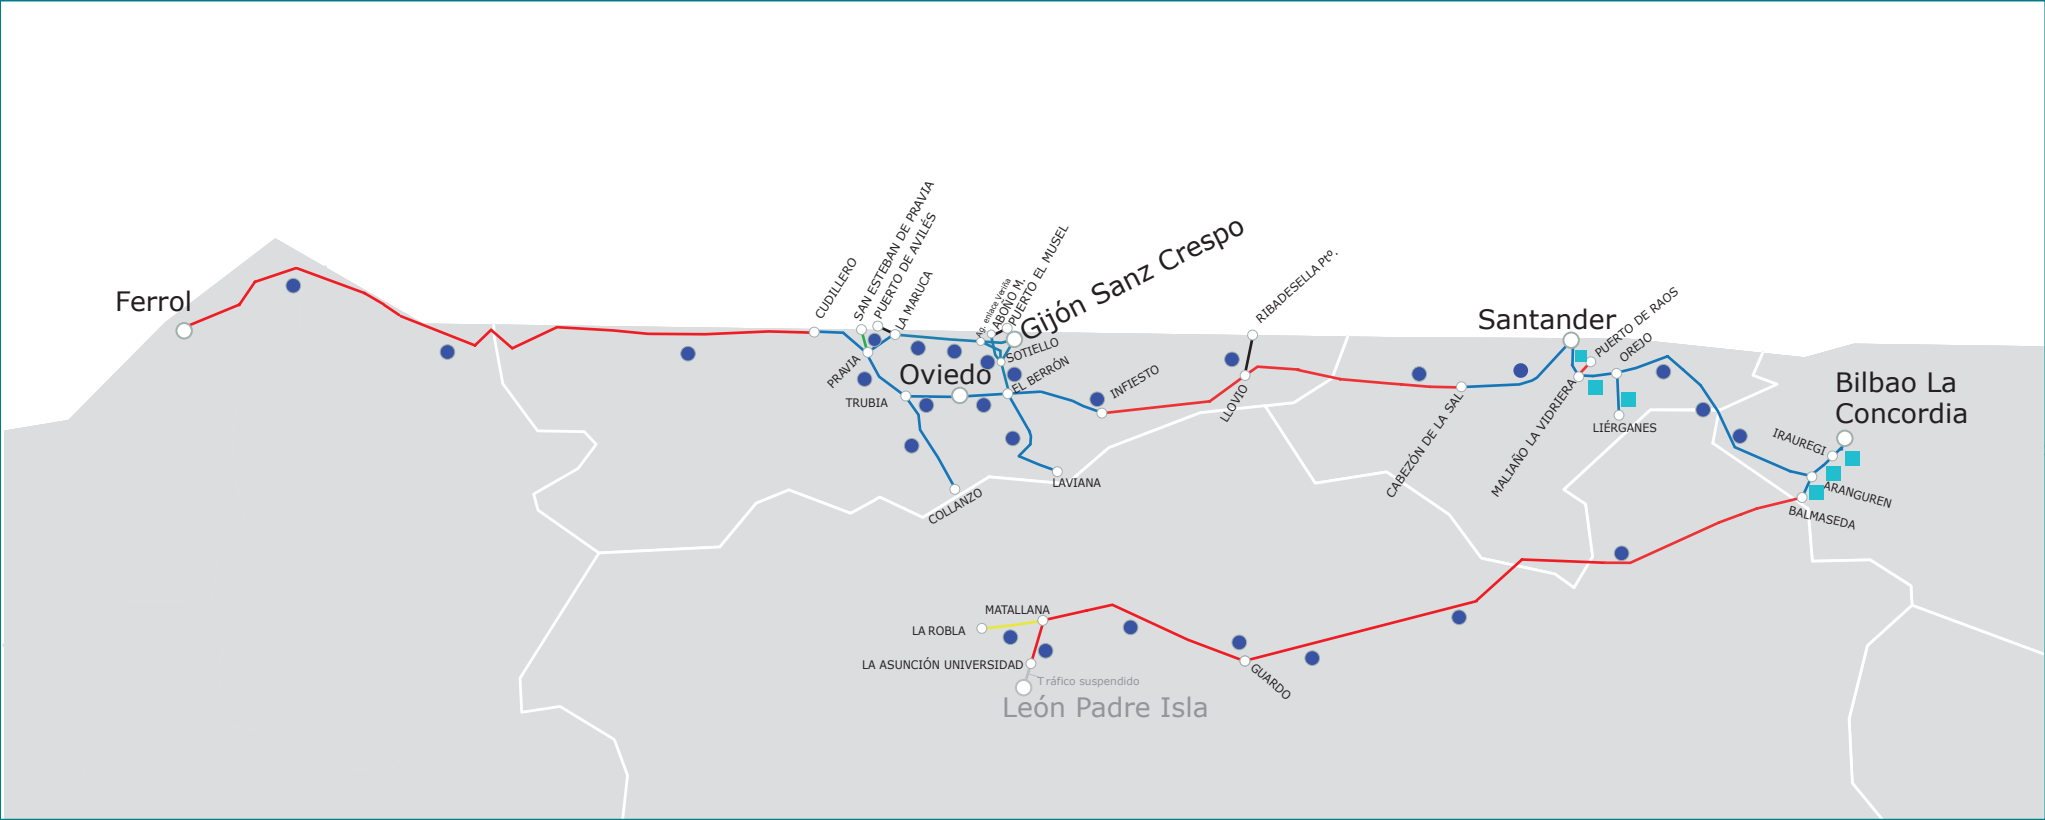 Ferrol
CUDILLERO
SAN ESTEBAN DE PRAVIA
PUERTO DE AVILÉS
LA MARUCA
Ag. enlace Veriña
ABOÑO M.
PUERTO EL MUSEL
Gijón Sanz Crespo
SOTIELLO
EL BERRÓN
PRAVIA
Oviedo
TRUBIA
INFIESTO
RIBADESELLA Pto.
LLOVIO
COLLANZO
LAVIANA
Santander
PUERTO DE RAOS
OREJO
CABEZÓN DE LA SAL
MALIAÑO LA VIDRIERA
LIÉRGANES
Bilbao La
Concordia
IRAUREGI
ARANGUREN
BALMASEDA
MATALLANA
LA ROBLA
LA ASUNCIÓN UNIVERSIDAD
Tráfico suspendido
León Padre Isla
GUARDO